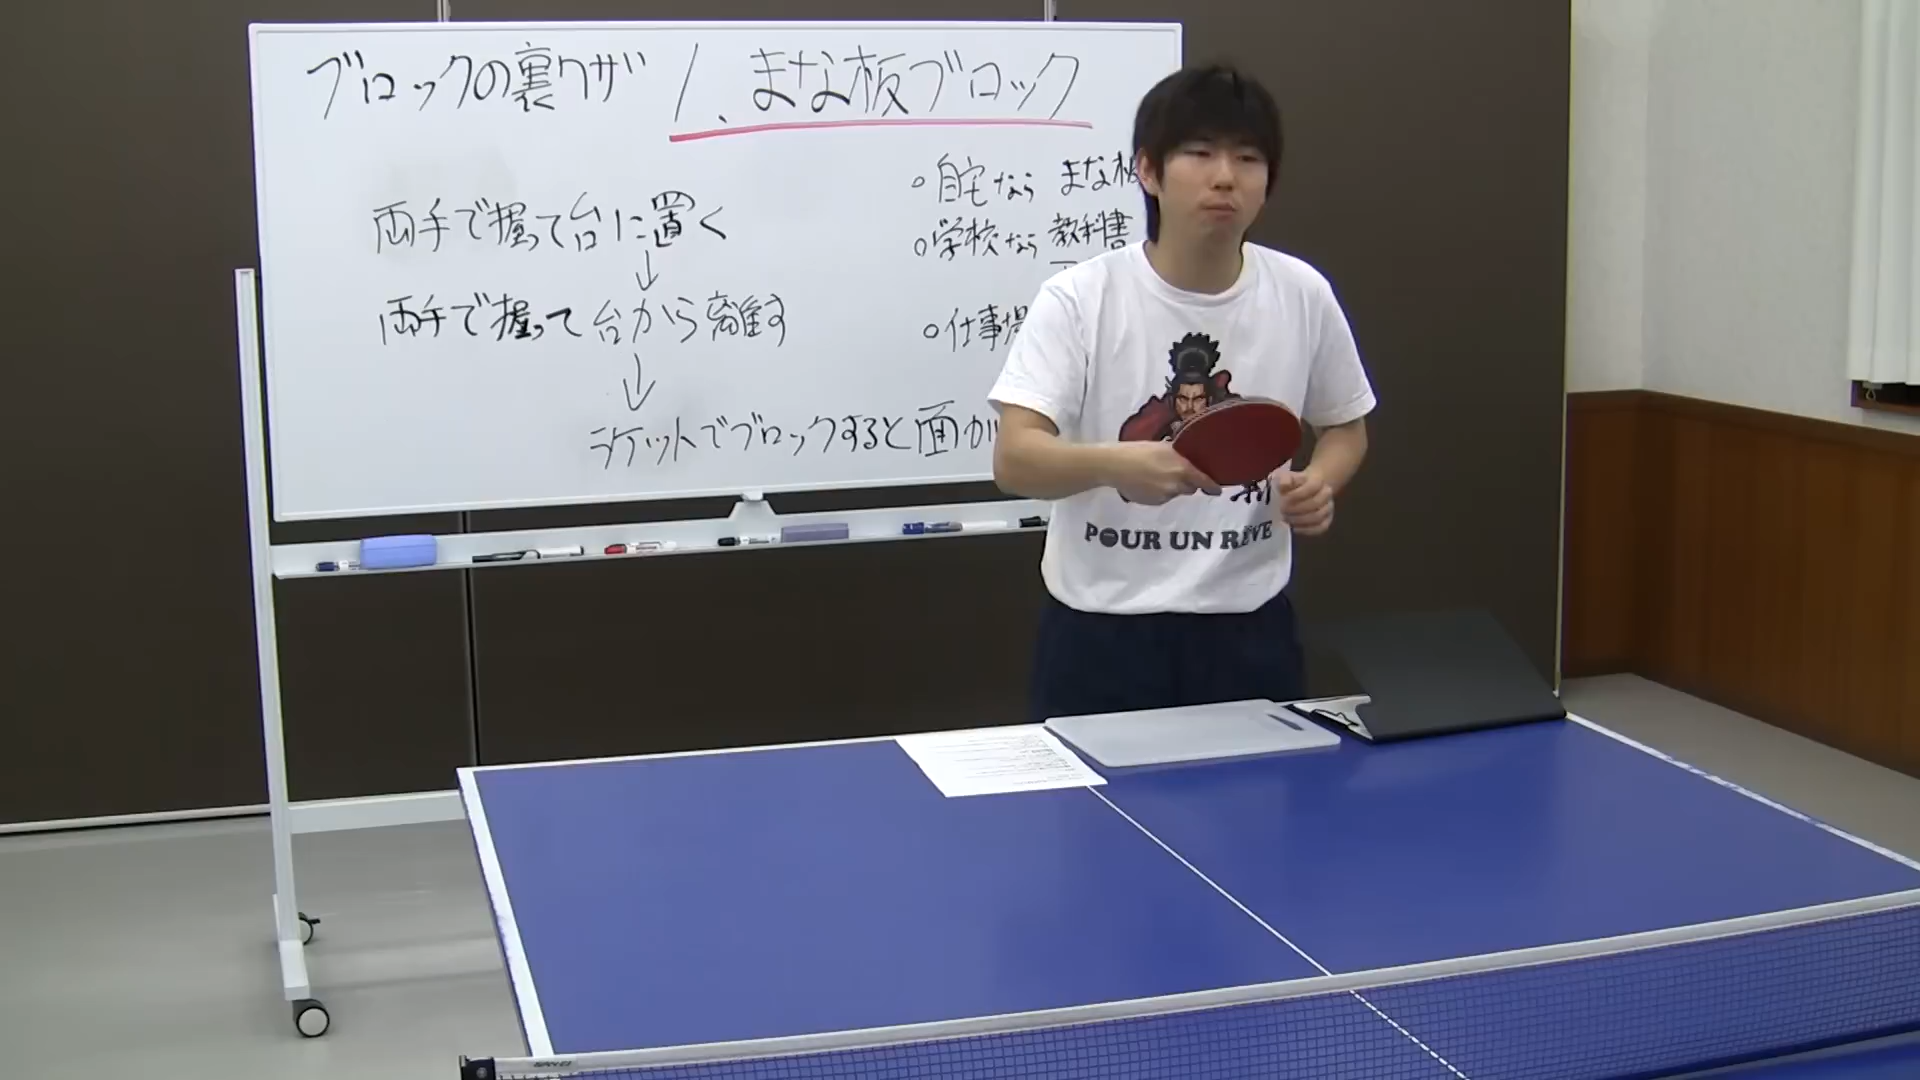 ブロックの裏ワザ 1、まな板ブロック
両手で握って台に置く
↓
両手で握って台から離す
↓
ラケットでブロックすると面が
○自宅なら まな板
○学校なら 教科書
○仕事場
POUR UN RÊVE